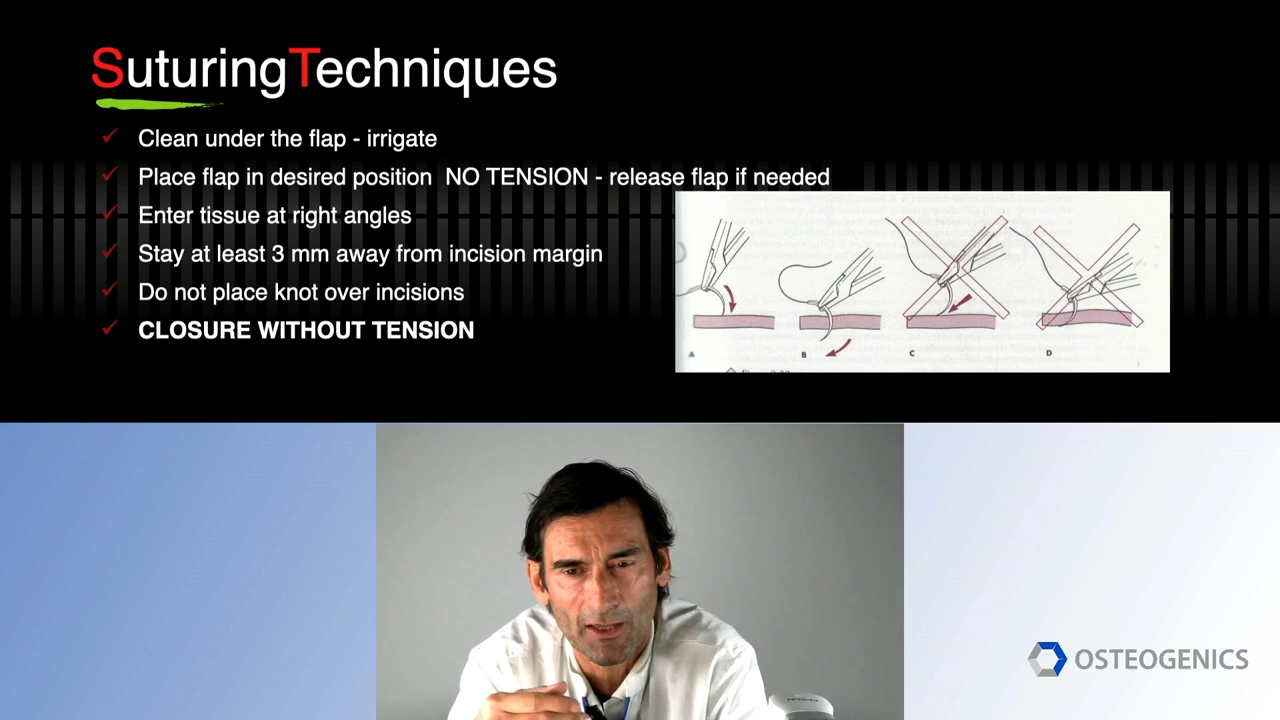 SuturingTechniques
Clean under the flap - irrigate
Place flap in desired position NO TENSION - release flap if needed
Enter tissue at right angles
Stay at least 3 mm away from incision margin
Do not place knot over incisions
CLOSURE WITHOUT TENSION
A B C D
OSTEOGENICS